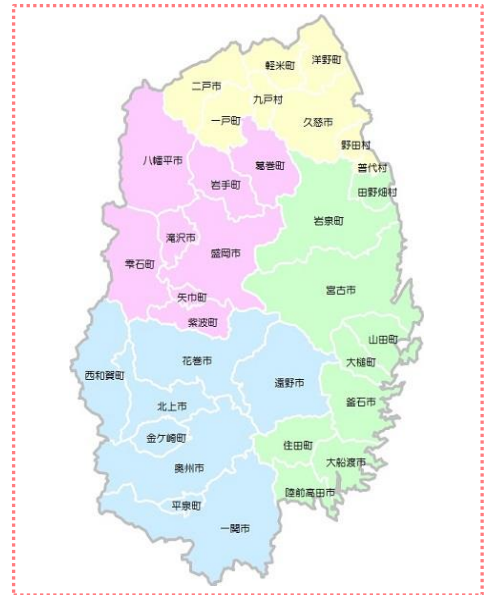 洋野町
軽米町
二戸市
九戸村
一戸町
久慈市
野田村
八幡平市
葛巻町
普代村
岩手町
田野畑村
岩泉町
滝沢市
盛岡市
雫石町
宮古市
矢巾町
紫波町
山田町
花巻市
大槌町
西和賀町
遠野市
釜石市
北上市
金ケ崎町
住田町
大船渡市
奥州市
陸前高田市
平泉町
一関市